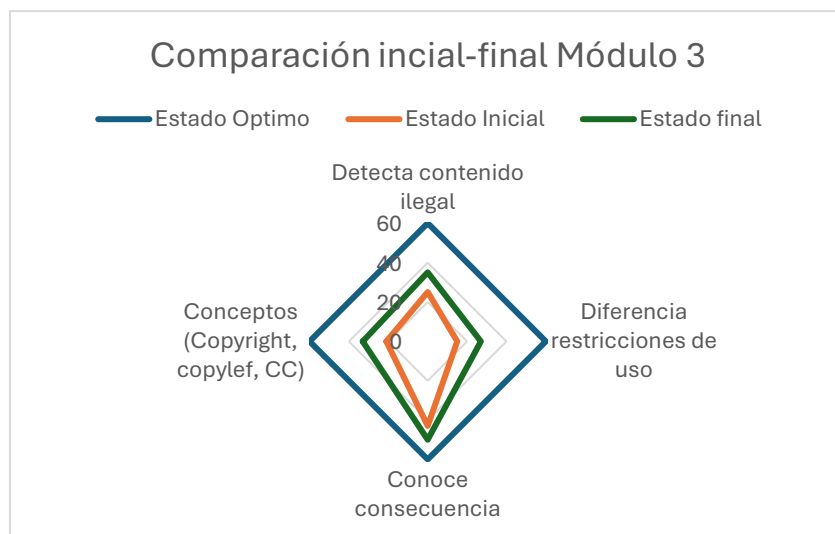 Comparación incial-final Módulo 3
Estado Optimo
Estado Inicial
Estado final
Detecta contenido
ilegal
60
40
20
0
Diferencia
restricciones de
uso
Conoce
consecuencia
Conceptos
(Copyright,
copylef, CC)